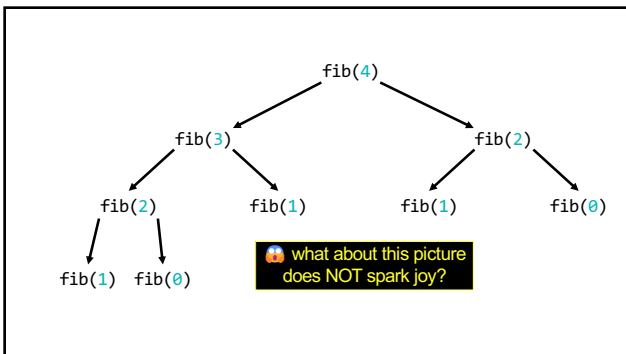 fib(4)
fib(3) fib(2)
fib(2) fib(1) fib(1) fib(0)
😱 what about this picture
does NOT spark joy?
fib(1) fib(0)